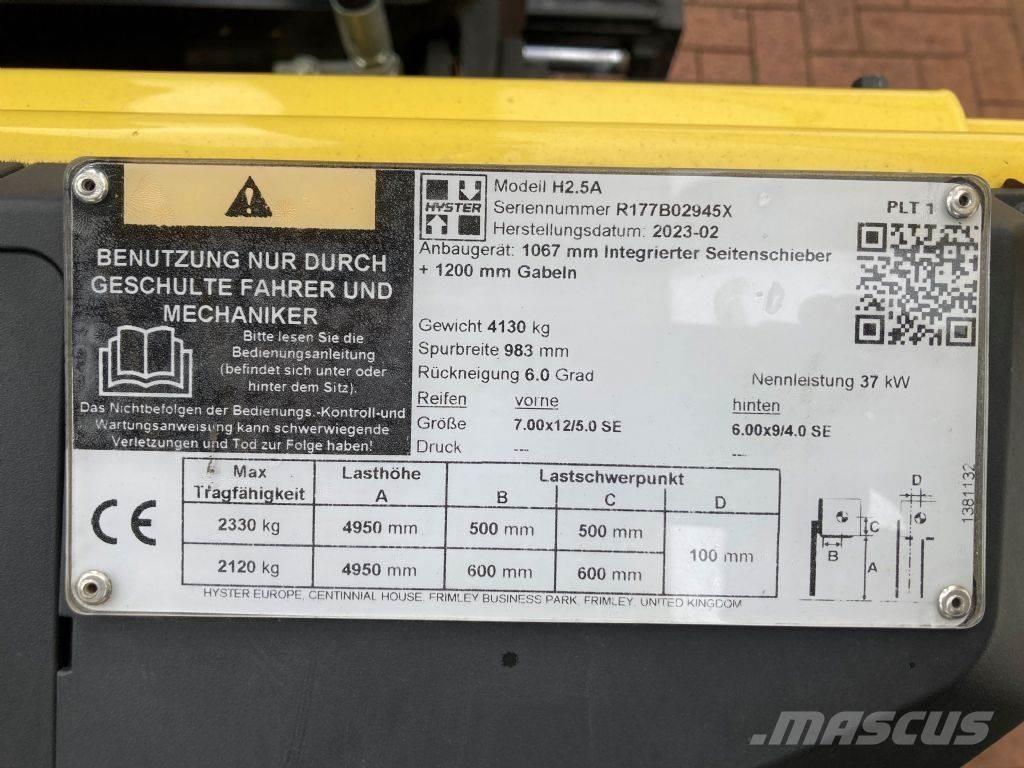 BENUTZUNG NUR DURCH
GESCHULTE FAHRER UND
MECHANIKER
Bitte lesen Sie die
Bedienungsanleitung
(befindet sich unter oder
hinter dem Sitz).
Das Nichtbefolgen der Bedienungs.-Kontroll-und
Wartungsanweisung kann schwerwiegende
Verletzungen und Tod zur Folge haben!
HYSTER
Modell H2.5A
Seriennummer R177B02945X
Herstellungsdatum: 2023-02
PLT 1
Anbaugerät: 1067 mm Integrierter Seitenschieber
+ 1200 mm Gabeln
Gewicht 4130 kg
Spurbreite 983 mm
Rückneigung 6.0 Grad
Nennleistung 37 kW
Reifen vorne hinten
Größe 7.00x12/5.0 SE 6.00x9/4.0 SE
Druck --- ---
CE
Max Lasthöhe Lastschwerpunkt
Tragfähigkeit A B C D
2330 kg 4950 mm 500 mm 500 mm
100 mm
2120 kg 4950 mm 600 mm 600 mm
D
C
B
A
1381132
HYSTER EUROPE, CENTINNIAL HOUSE, FRIMLEY BUSINESS PARK, FRIMLEY, UNITED KINGDOM
MASCUS